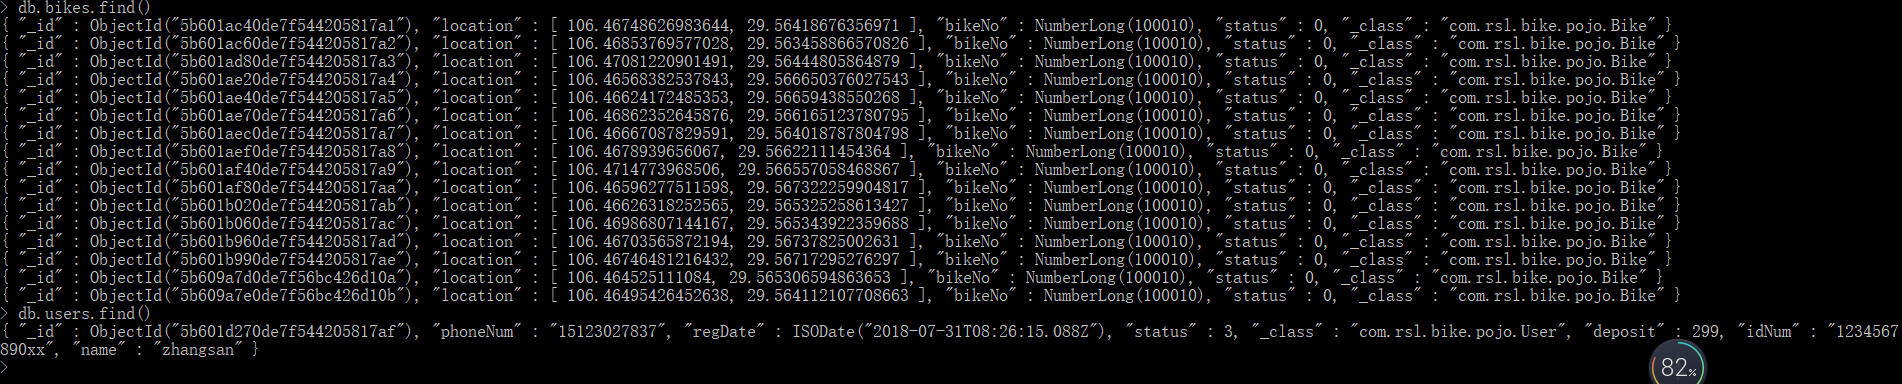 > db.bikes.find()
{ "_id" : ObjectId("5b601ac40de7f544205817a1"), "location" : [ 106.46748626983644, 29.56418676356971 ], "bikeNo" : NumberLong(100010), "status" : 0, "_class" : "com.rsl.bike.pojo.Bike" }
{ "_id" : ObjectId("5b601ac60de7f544205817a2"), "location" : [ 106.46853769577028, 29.563458866570826 ], "bikeNo" : NumberLong(100010), "status" : 0, "_class" : "com.rsl.bike.pojo.Bike" }
{ "_id" : ObjectId("5b601ad80de7f544205817a3"), "location" : [ 106.47081220901491, 29.56444805864879 ], "bikeNo" : NumberLong(100010), "status" : 0, "_class" : "com.rsl.bike.pojo.Bike" }
{ "_id" : ObjectId("5b601ae20de7f544205817a4"), "location" : [ 106.46568382537843, 29.566650376027543 ], "bikeNo" : NumberLong(100010), "status" : 0, "_class" : "com.rsl.bike.pojo.Bike" }
{ "_id" : ObjectId("5b601ae40de7f544205817a5"), "location" : [ 106.46624172485353, 29.56659438550268 ], "bikeNo" : NumberLong(100010), "status" : 0, "_class" : "com.rsl.bike.pojo.Bike" }
{ "_id" : ObjectId("5b601ae70de7f544205817a6"), "location" : [ 106.46862352645876, 29.566165123780795 ], "bikeNo" : NumberLong(100010), "status" : 0, "_class" : "com.rsl.bike.pojo.Bike" }
{ "_id" : ObjectId("5b601aec0de7f544205817a7"), "location" : [ 106.46667087829591, 29.564018787804798 ], "bikeNo" : NumberLong(100010), "status" : 0, "_class" : "com.rsl.bike.pojo.Bike" }
{ "_id" : ObjectId("5b601aef0de7f544205817a8"), "location" : [ 106.4678939656067, 29.56622111454364 ], "bikeNo" : NumberLong(100010), "status" : 0, "_class" : "com.rsl.bike.pojo.Bike" }
{ "_id" : ObjectId("5b601af40de7f544205817a9"), "location" : [ 106.4714773968506, 29.566557058468867 ], "bikeNo" : NumberLong(100010), "status" : 0, "_class" : "com.rsl.bike.pojo.Bike" }
{ "_id" : ObjectId("5b601af80de7f544205817aa"), "location" : [ 106.46596277511598, 29.567322259904817 ], "bikeNo" : NumberLong(100010), "status" : 0, "_class" : "com.rsl.bike.pojo.Bike" }
{ "_id" : ObjectId("5b601b020de7f544205817ab"), "location" : [ 106.46626318252565, 29.565325258613427 ], "bikeNo" : NumberLong(100010), "status" : 0, "_class" : "com.rsl.bike.pojo.Bike" }
{ "_id" : ObjectId("5b601b060de7f544205817ac"), "location" : [ 106.46986807144167, 29.565343922359688 ], "bikeNo" : NumberLong(100010), "status" : 0, "_class" : "com.rsl.bike.pojo.Bike" }
{ "_id" : ObjectId("5b601b960de7f544205817ad"), "location" : [ 106.46703565872194, 29.56737825002631 ], "bikeNo" : NumberLong(100010), "status" : 0, "_class" : "com.rsl.bike.pojo.Bike" }
{ "_id" : ObjectId("5b601b990de7f544205817ae"), "location" : [ 106.46746481216432, 29.56717295276297 ], "bikeNo" : NumberLong(100010), "status" : 0, "_class" : "com.rsl.bike.pojo.Bike" }
{ "_id" : ObjectId("5b609a7d0de7f56bc426d10a"), "location" : [ 106.464525111084, 29.565306594863653 ], "bikeNo" : NumberLong(100010), "status" : 0, "_class" : "com.rsl.bike.pojo.Bike" }
{ "_id" : ObjectId("5b609a7e0de7f56bc426d10b"), "location" : [ 106.46495426452638, 29.564112107708663 ], "bikeNo" : NumberLong(100010), "status" : 0, "_class" : "com.rsl.bike.pojo.Bike" }
> db.users.find()
{ "_id" : ObjectId("5b601d270de7f544205817af"), "phoneNum" : "15123027837", "regDate" : ISODate("2018-07-31T08:26:15.088Z"), "status" : 3, "_class" : "com.rsl.bike.pojo.User", "deposit" : 299, "idNum" : "1234567
890xx", "name" : "zhangsan" }
>
82%